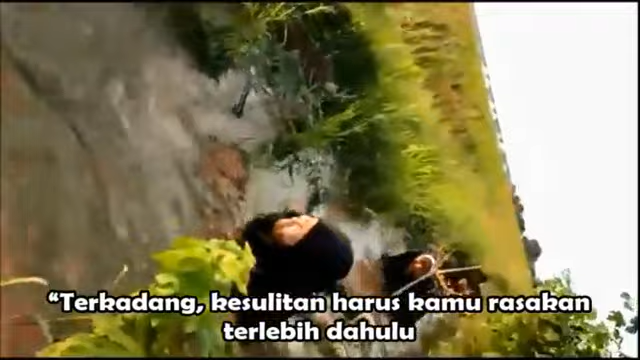 “Terkadang, kesulitan harus kamu rasakan
terlebih dahulu